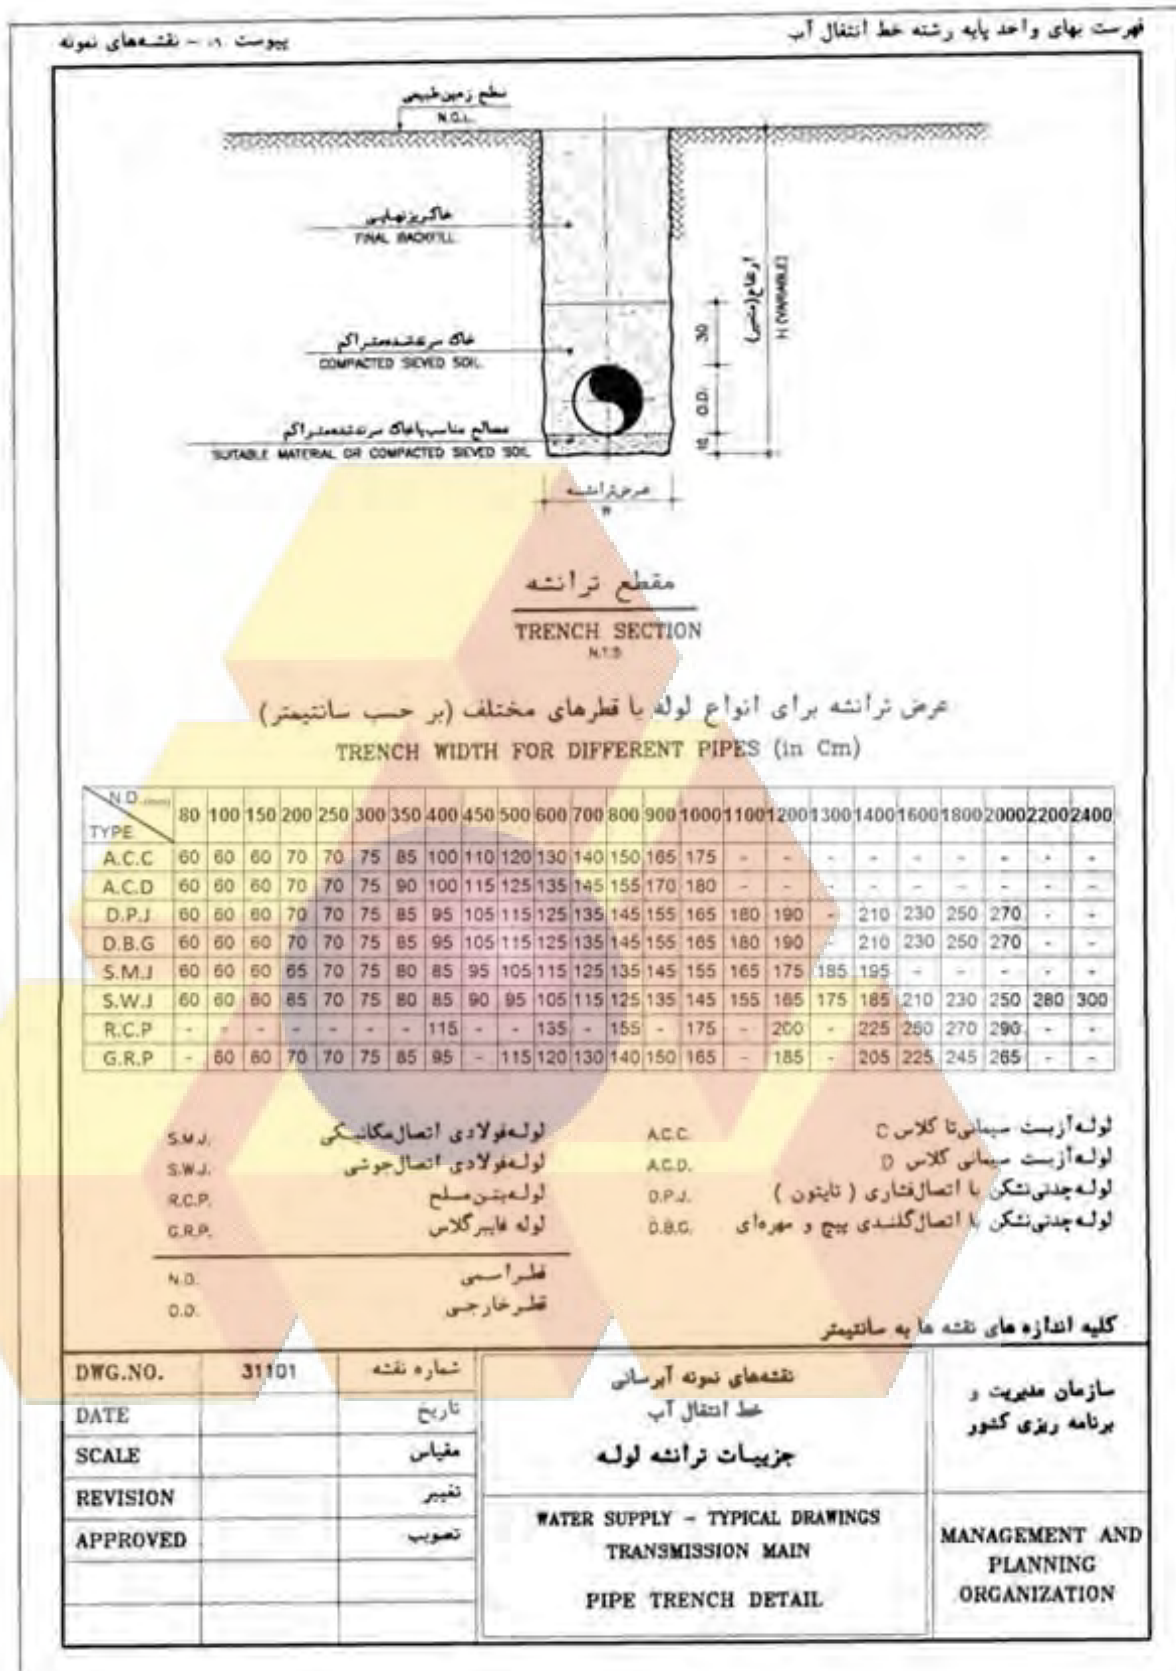 فهرست بهای واحد پایه رشته خط انتقال آب
پیوست ۰۹ – نقشه‌های نمونه
سطح زمین طبیعی
N.G.L.
خاکریز نهایی
FINAL BACKFILL
خاک سرند شده متراکم
COMPACTED SIEVED SOIL
مصالح مناسب یا خاک سرند شده متراکم
SUITABLE MATERIAL OR COMPACTED SIEVED SOIL
30
O.D.
15
ارتفاع (متغیر)
H (VARIABLE)
عرض ترانشه
W
مقطع ترانشه
TRENCH SECTION
N.T.S
عرض ترانشه برای انواع لوله با قطرهای مختلف (بر حسب سانتیمتر)
TRENCH WIDTH FOR DIFFERENT PIPES (in Cm)
N.D. (mm) TYPE 80 100 150 200 250 300 350 400 450 500 600 700 800 900 1000 1100 1200 1300 1400 1600 1800 2000 2200 2400
A.C.C 60 60 60 70 70 75 85 100 110 120 130 140 150 165 175 - - - - - - - - -
A.C.D 60 60 60 70 70 75 90 100 115 125 135 145 155 170 180 - - - - - - - - -
D.P.J 60 60 60 70 70 75 85 95 105 115 125 135 145 155 165 180 190 - 210 230 250 270 - -
D.B.G 60 60 60 70 70 75 85 95 105 115 125 135 145 155 165 180 190 - 210 230 250 270 - -
S.M.J 60 60 60 65 70 75 80 85 95 105 115 125 135 145 155 165 175 185 195 - - - - -
S.W.J 60 60 60 65 70 75 80 85 90 95 105 115 125 135 145 155 165 175 185 210 230 250 280 300
R.C.P - - - - - - - 115 - - 135 - 155 - 175 - 200 - 225 250 270 290 - -
G.R.P - 60 60 70 70 75 85 95 - 115 120 130 140 150 165 - 185 - 205 225 245 265 - -
لوله آزبست سیمانی تا کلاس C A.C.C.
لوله آزبست سیمانی کلاس D A.C.D.
لوله چدنی نشکن با اتصال فشاری ( تایتون ) D.P.J.
لوله چدنی نشکن با اتصال گلندی پیچ و مهره‌ای D.B.G.
لوله فولادی اتصال مکانیکی S.M.J.
لوله فولادی اتصال جوشی S.W.J.
لوله بتن مسلح R.C.P.
لوله فایبرگلاس G.R.P.
قطر اسمی N.D.
قطر خارجی O.D.
کلیه اندازه های نقشه ها به سانتیمتر
سازمان مدیریت و
برنامه ریزی کشور
MANAGEMENT AND
PLANNING
ORGANIZATION
نقشه‌های نمونه آبرسانی
خط انتقال آب
جزییات ترانشه لوله
WATER SUPPLY – TYPICAL DRAWINGS
TRANSMISSION MAIN
PIPE TRENCH DETAIL
DWG.NO. 31101 شماره نقشه
DATE تاریخ
SCALE مقیاس
REVISION تغییر
APPROVED تصویب